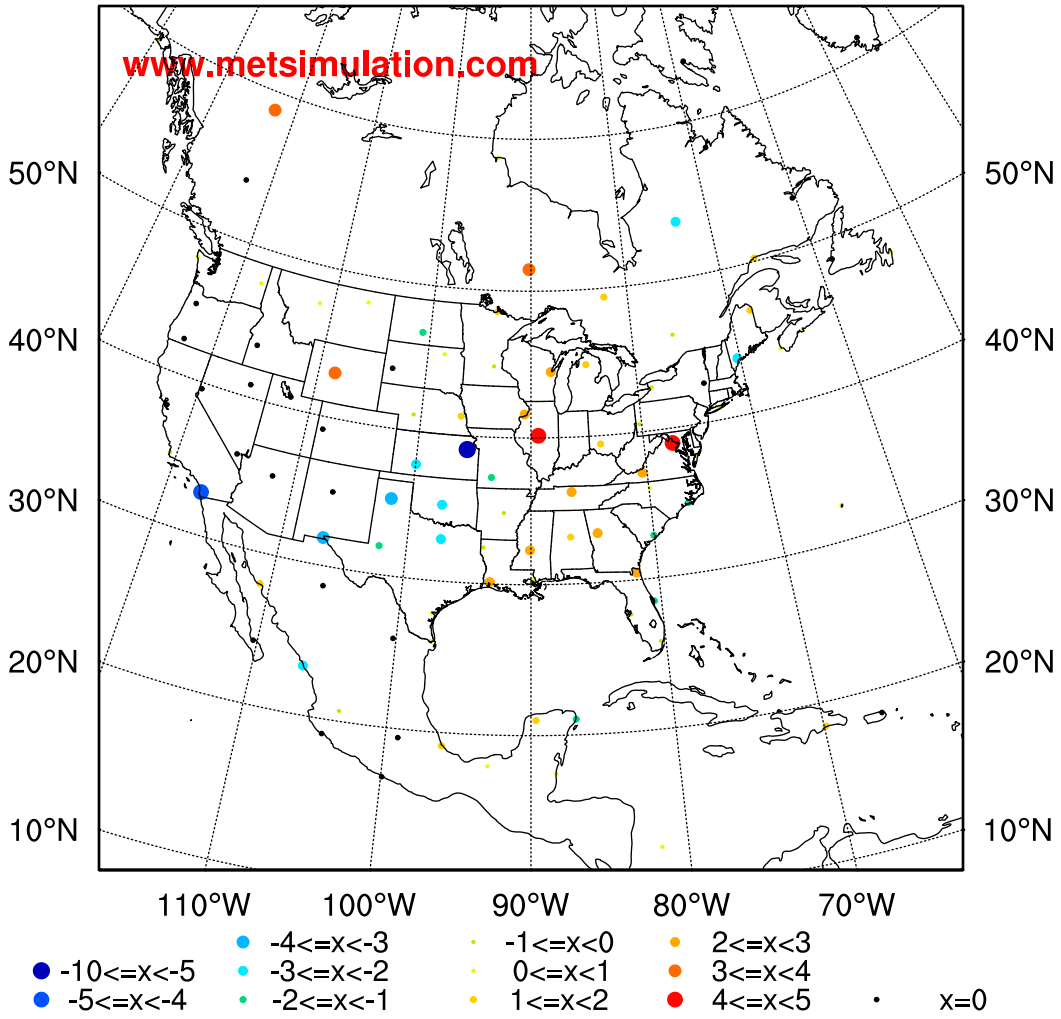 www.metsimulation.com
50°N 50°N
40°N 40°N
30°N 30°N
20°N 20°N
10°N 10°N
110°W 100°W 90°W 80°W 70°W
-4<=x<-3 -1<=x<0 2<=x<3
-10<=x<-5 -3<=x<-2 0<=x<1 3<=x<4
-5<=x<-4 -2<=x<-1 1<=x<2 4<=x<5 x=0